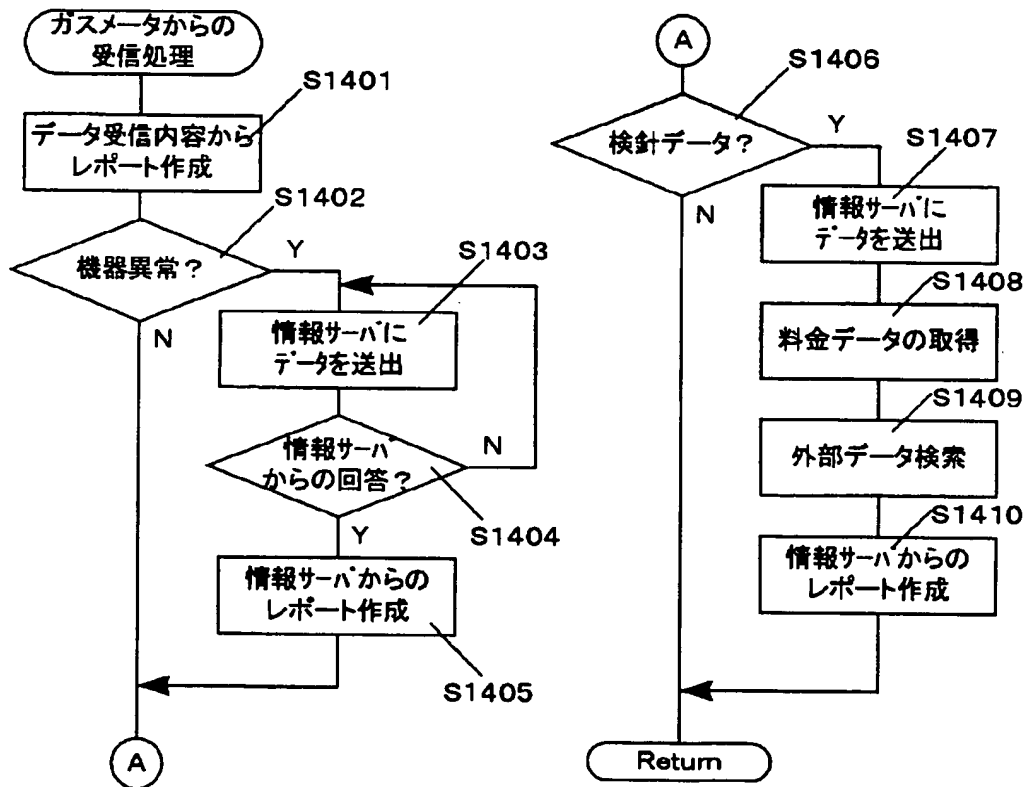 ガスメータからの
受信処理
S1401
データ受信内容から
レポート作成
S1402
機器異常?
Y
N
S1403
情報サーバに
データを送出
情報サーバ
からの回答?
N
S1404
Y
情報サーバからの
レポート作成
S1405
A
A
S1406
検針データ?
Y
N
S1407
情報サーバに
データを送出
S1408
料金データの取得
S1409
外部データ検索
S1410
情報サーバからの
レポート作成
Return